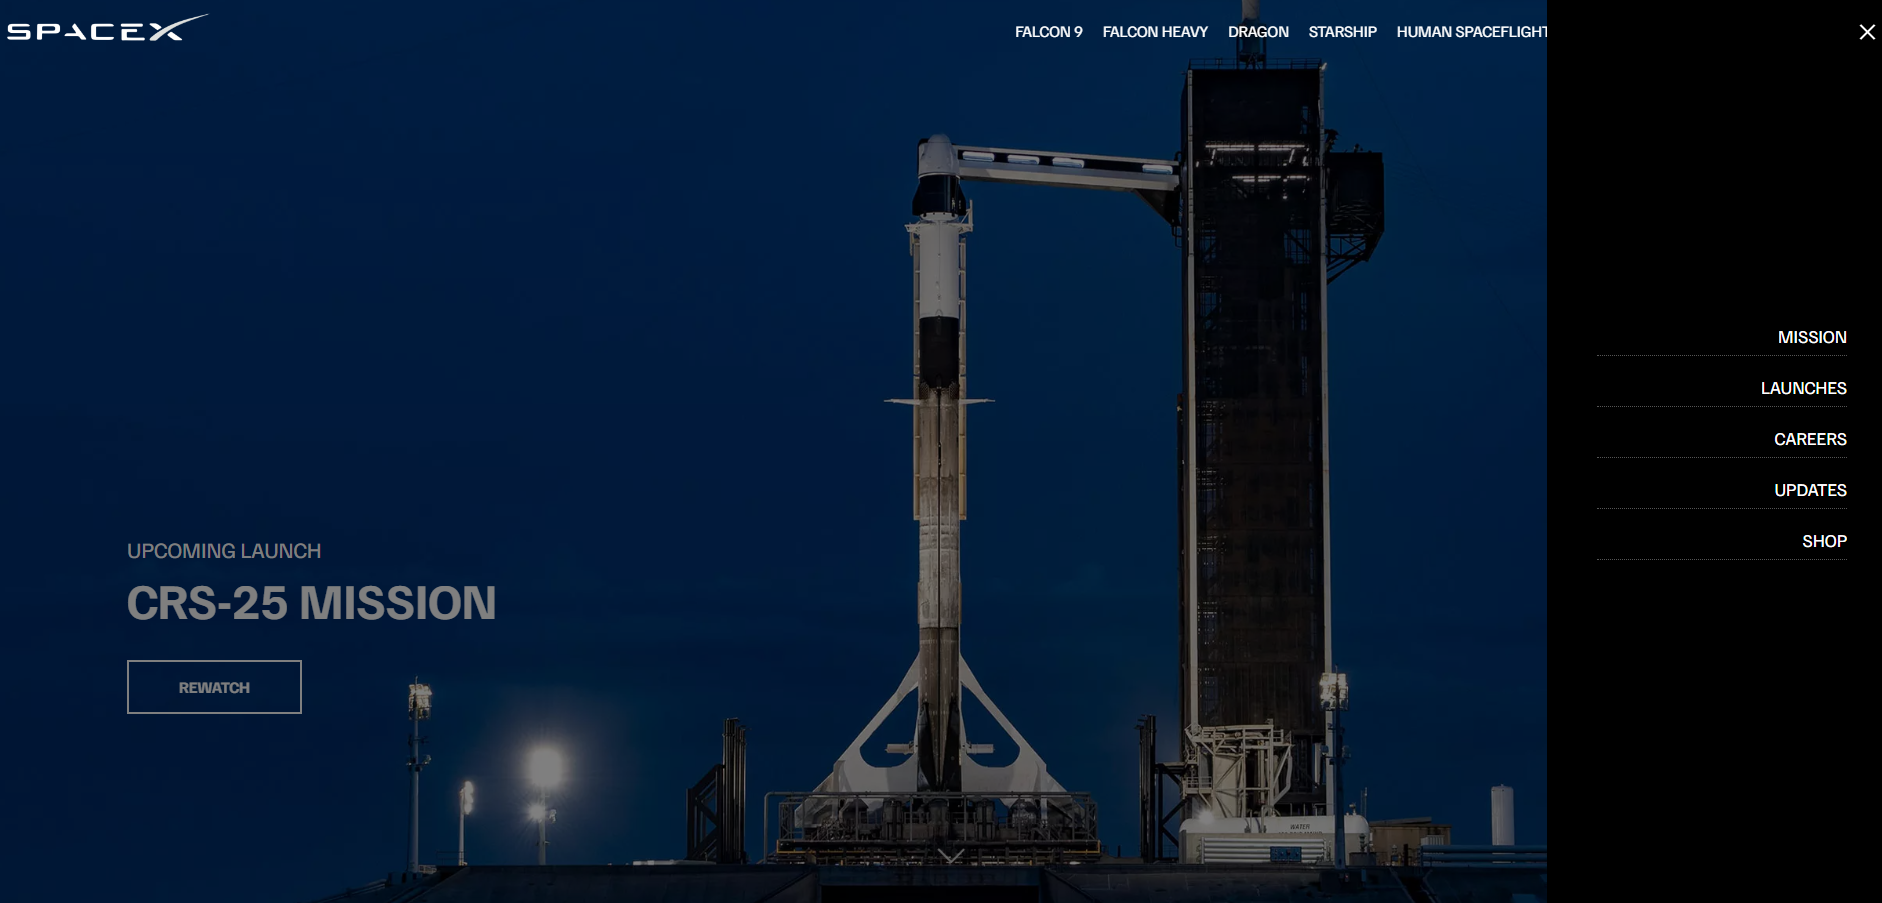 SPACEX
FALCON 9 FALCON HEAVY DRAGON STARSHIP HUMAN SPACEFLIGHT
MISSION
LAUNCHES
CAREERS
UPDATES
SHOP
UPCOMING LAUNCH
CRS-25 MISSION
REWATCH
WATER